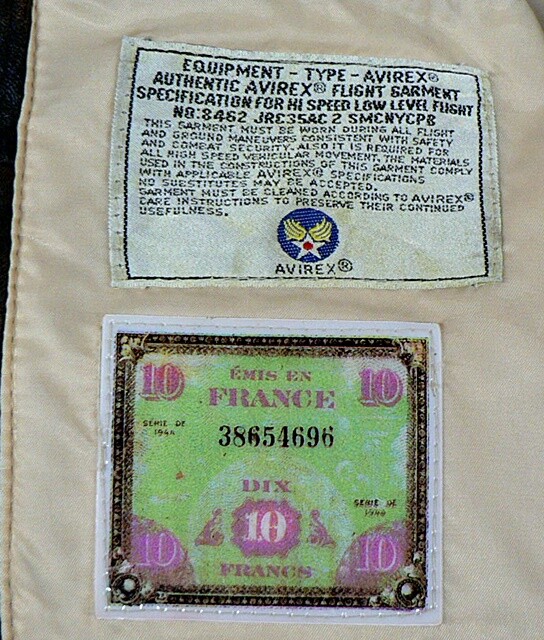 EQUIPMENT - TYPE - AVIREX®
AUTHENTIC AVIREX® FLIGHT GARMENT
SPECIFICATION FOR HI SPEED LOW LEVEL FLIGHT
NO:8462 JRC35AC 2 SMCNYCP8
THIS GARMENT MUST BE WORN DURING ALL FLIGHT
AND GROUND MANEUVERS CONSISTENT WITH SAFETY
AND COMBAT SECURITY. ALSO IT IS REQUIRED FOR
ALL HIGH SPEED VEHICULAR MOVEMENT. THE MATERIALS
USED IN THE CONSTRUCTIONS THIS GARMENT COMPLY
WITH APPLICABLE AVIREX® SPECIFICATIONS
NO SUBSTITUTES MAY BE ACCEPTED.
GARMENT MUST BE CLEANED ACCORDING TO AVIREX®
CARE INSTRUCTIONS TO PRESERVE THEIR CONTINUED
USEFULNESS.
AVIREX®
10 ÉMIS EN 10
FRANCE
SÉRIE DE
1944
38654696
DIX
SÉRIE DE
1944
10 10 10
FRANCS